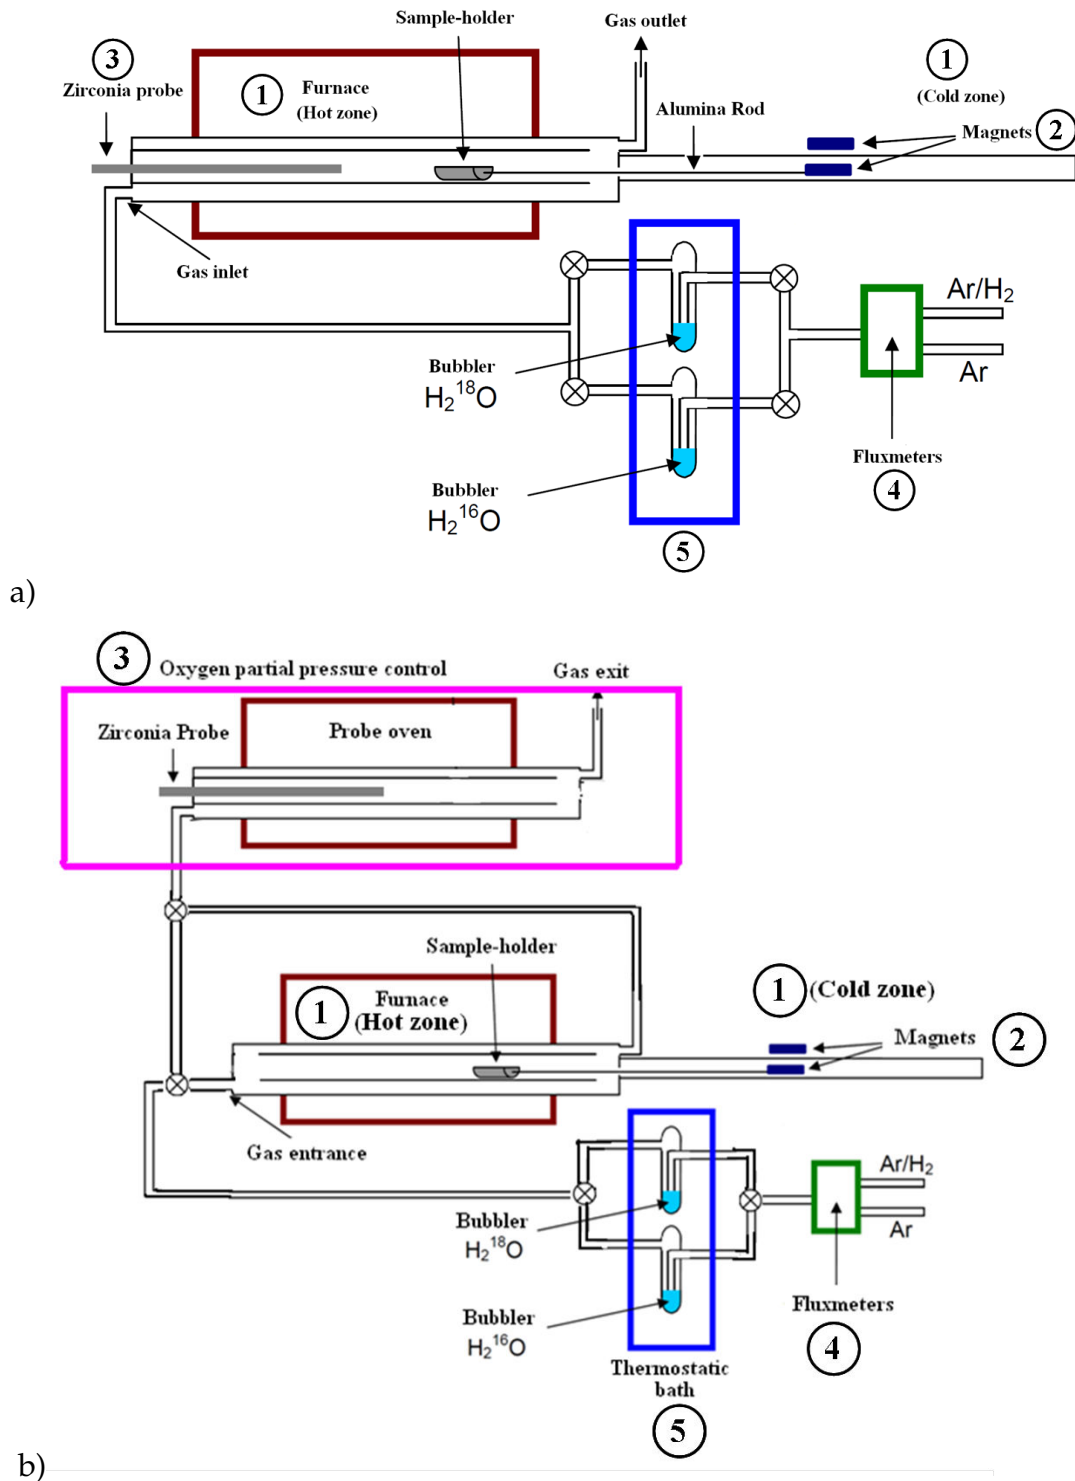 Sample-holder
Gas outlet
3
Zirconia probe
1
Furnace
(Hot zone)
1
(Cold zone)
Alumina Rod
Magnets
2
Gas inlet
Ar/H2
Ar
Bubbler
H2 18O
Fluxmeters
4
Bubbler
H2 16O
5
a)
3
Oxygen partial pressure control
Gas exit
Zirconia Probe
Probe oven
Sample-holder
1
Furnace
(Hot zone)
1
(Cold zone)
Magnets
2
Gas entrance
Ar/H2
Ar
Bubbler
H2 18O
Bubbler
H2 16O
Fluxmeters
4
Thermostatic
bath
5
b)